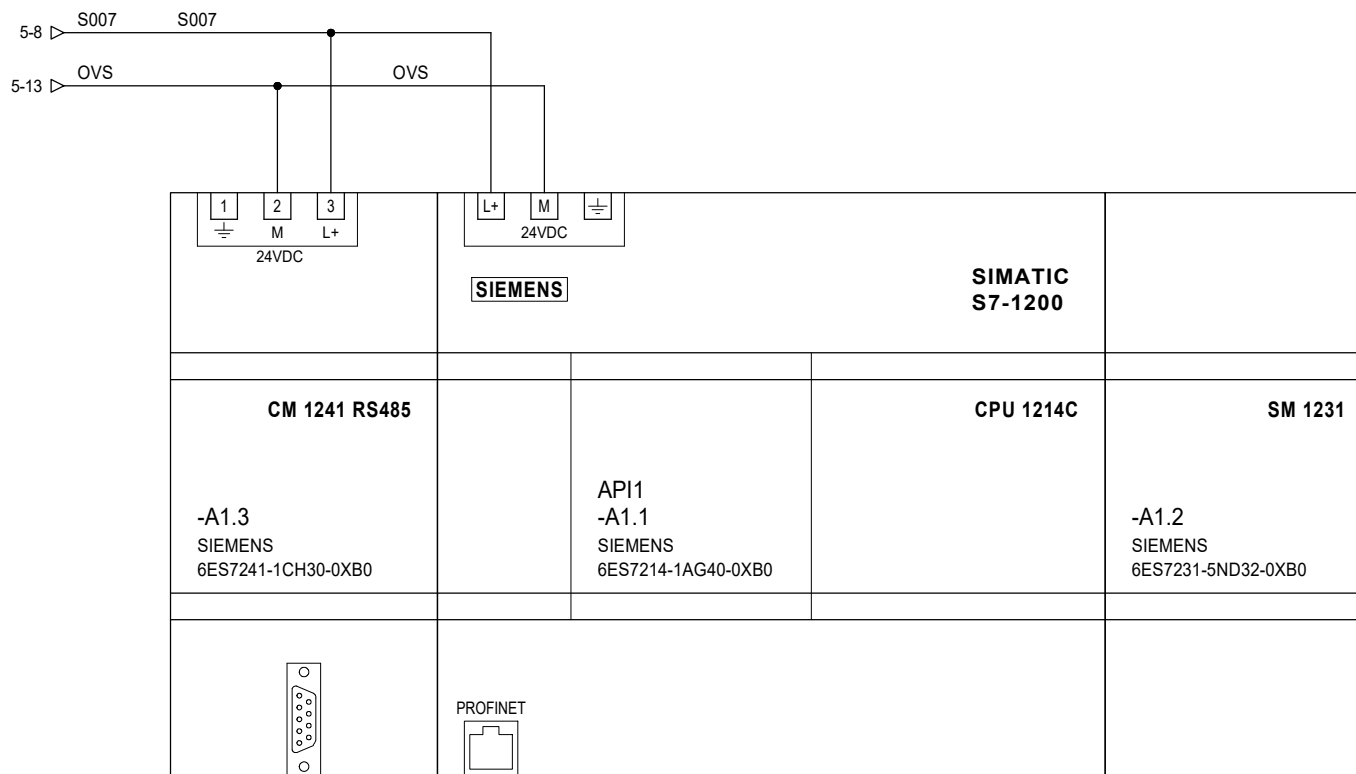 S007 S007
5-8
OVS OVS
5-13
1 2 3 L+ M
M L+ 24VDC
24VDC
SIEMENS
SIMATIC
S7-1200
CM 1241 RS485
CPU 1214C
SM 1231
-A1.3
SIEMENS
6ES7241-1CH30-0XB0
API1
-A1.1
SIEMENS
6ES7214-1AG40-0XB0
-A1.2
SIEMENS
6ES7231-5ND32-0XB0
PROFINET